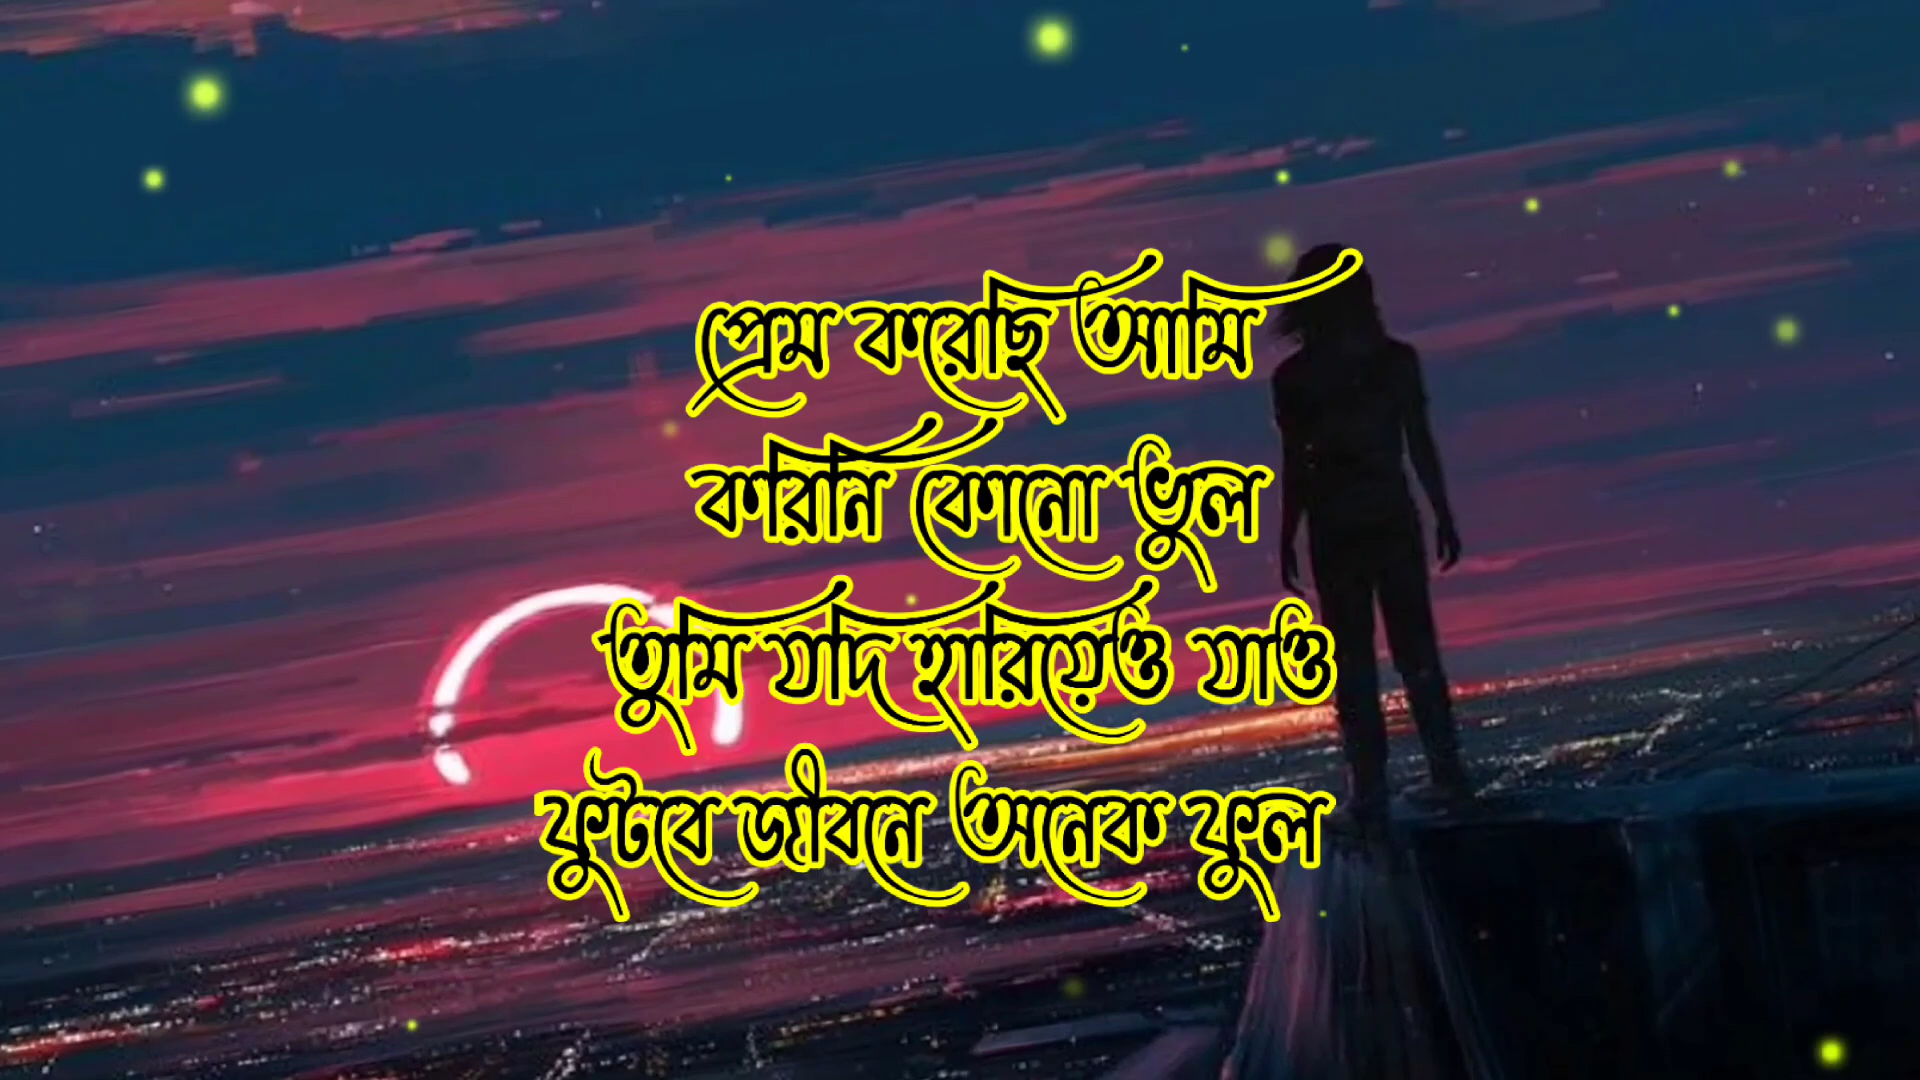 প্রেম করেছি আমি
করিনি কোনো ভুল
তুমি যদি হারিয়েও যাও
ফুটবে জীবনে অনেক ফুল